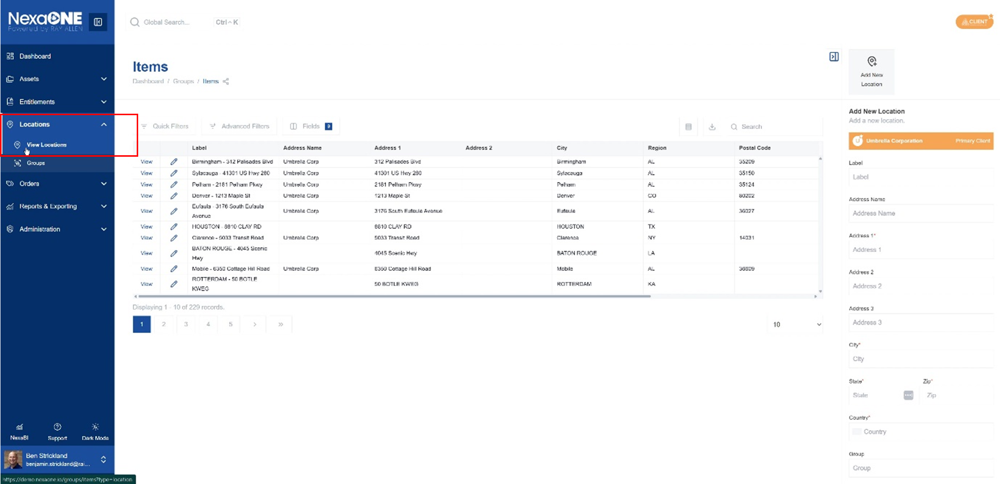 NexaONE
Powered by RAY ALLEN
Global Search...
Ctrl ^ K
CLIENT
Dashboard
Assets
Entitlements
Locations
View Locations
Groups
Orders
Reports & Exporting
Administration
NexaBI
Support
Dark Mode
Ben Strickland
benjamin.strickland@rai...
https://demo.nexaone.io/groups/items?type=location
Items
Dashboard / Groups / Items
Quick Filters
Advanced Filters
Fields 9
Search
Label Address Name Address 1 Address 2 City Region Postal Code
View Birmingham - 312 Palisades Blvd Umbrella Corp 312 Palisades Blvd Birmingham AL 35209
View Sylacauga - 41301 US Hwy 280 Umbrella Corp 41301 US Hwy 280 Sylacauga AL 35150
View Pelham - 2181 Pelham Pkwy Umbrella Corp 2181 Pelham Pkwy Pelham AL 35124
View Denver - 1213 Maple St Umbrella Corp 1213 Maple St Denver CO 80202
View Eufaula - 3176 South Eufaula Avenue Umbrella Corp 3176 South Eufaula Avenue Eufaula AL 36027
View HOUSTON - 8810 CLAY RD 8810 CLAY RD HOUSTON TX
View Clarence - 5033 Transit Road Umbrella Corp 5033 Transit Road Clarence NY 14031
View BATON ROUGE - 4045 Scenic Hwy 4045 Scenic Hwy BATON ROUGE LA
View Mobile - 6350 Cottage Hill Road Umbrella Corp 6350 Cottage Hill Road Mobile AL 36609
View ROTTERDAM - 50 BOTLE KWEG 50 BOTLE KWEG ROTTERDAM KA
Displaying 1 - 10 of 229 records.
1 2 3 4 5 > »
10
Add New
Location
Add New Location
Add a new location.
U Umbrella Corporation Primary Client
Label
Label
Address Name
Address Name
Address 1*
Address 1
Address 2
Address 2
Address 3
Address 3
City*
City
State* Zip*
State Zip
Country*
Country
Group
Group